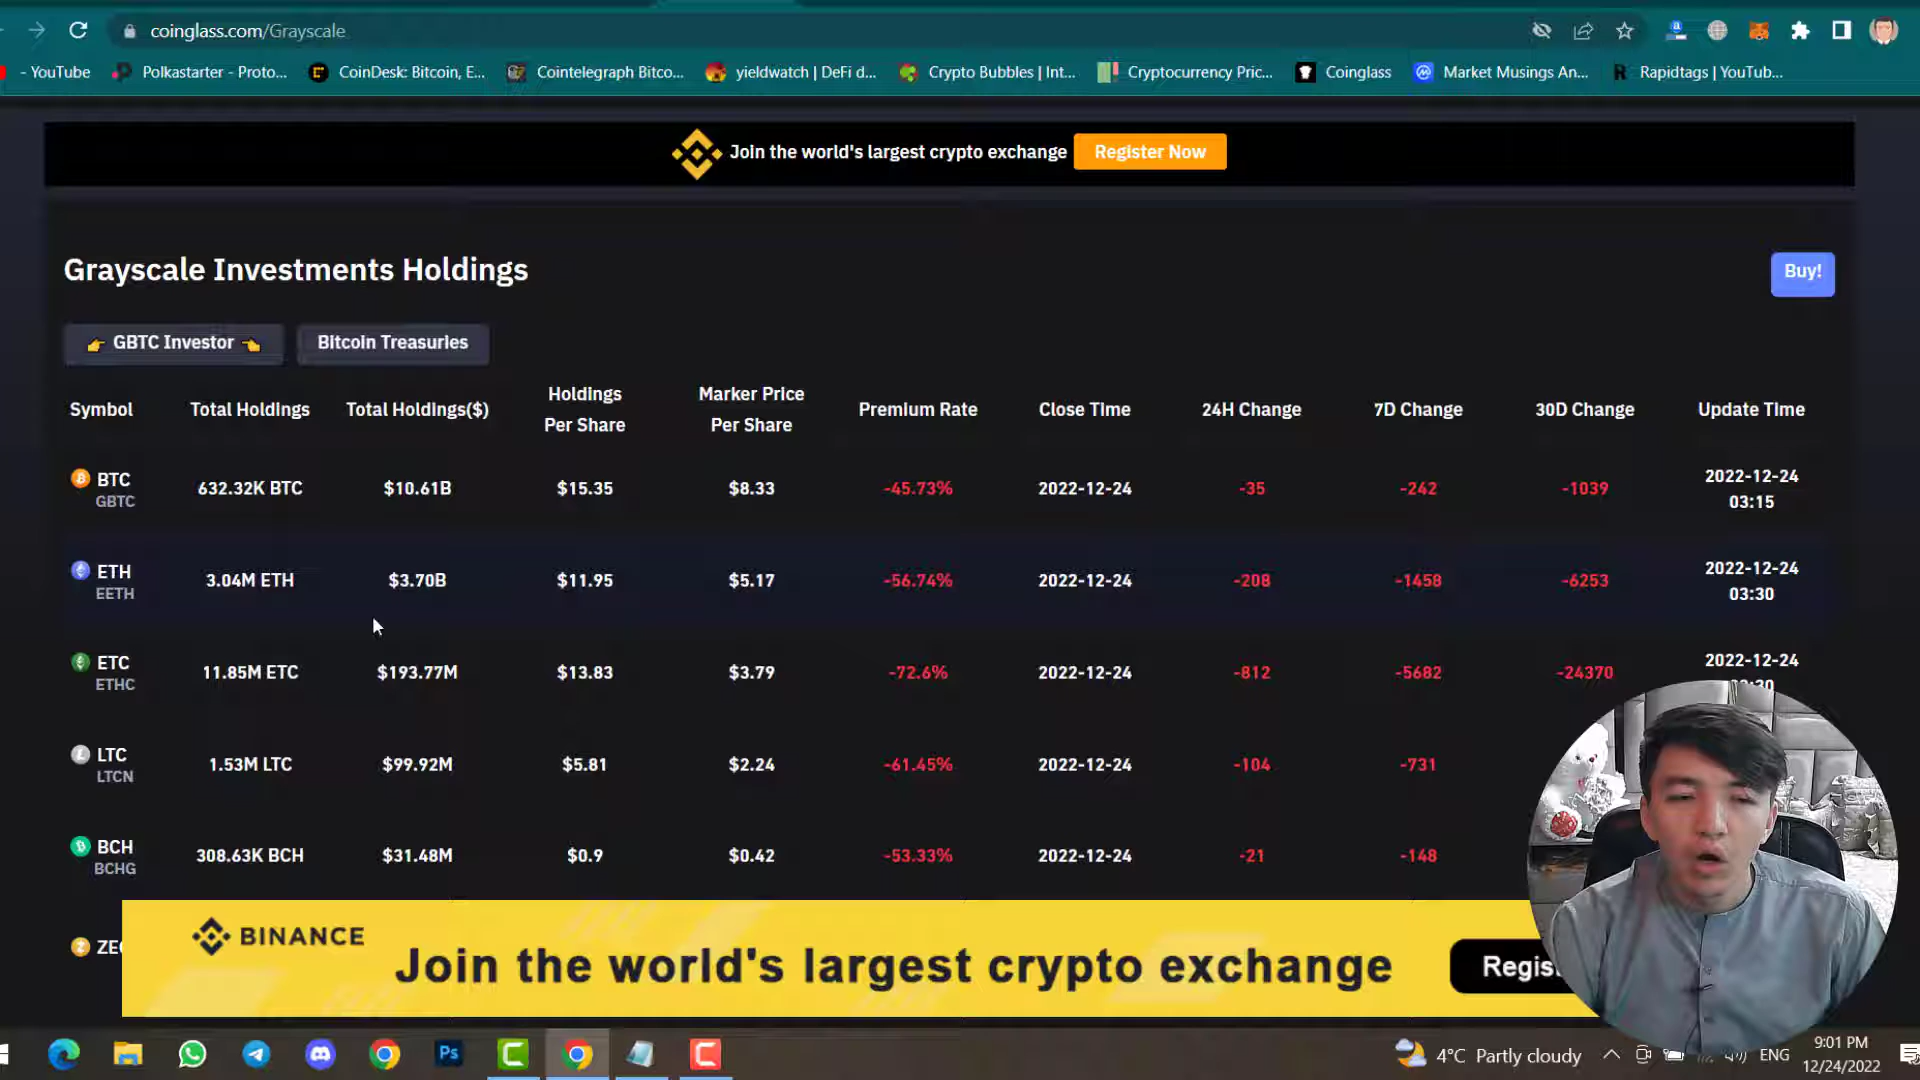 coinglass.com/Grayscale
- YouTube
Polkastarter - Proto...
CoinDesk: Bitcoin, E...
Cointelegraph Bitco...
yieldwatch | DeFi d...
Crypto Bubbles | Int...
Cryptocurrency Pric...
Coinglass
Market Musings An...
Rapidtags | YouTub...
Join the world's largest crypto exchange Register Now
Grayscale Investments Holdings
Buy!
GBTC Investor
Bitcoin Treasuries
Symbol Total Holdings Total Holdings($) Holdings Per Share Marker Price Per Share Premium Rate Close Time 24H Change 7D Change 30D Change Update Time
BTC GBTC 632.32K BTC $10.61B $15.35 $8.33 -45.73% 2022-12-24 -35 -242 -1039 2022-12-24 03:15
ETH EETH 3.04M ETH $3.70B $11.95 $5.17 -56.74% 2022-12-24 -208 -1458 -6253 2022-12-24 03:30
ETC ETHC 11.85M ETC $193.77M $13.83 $3.79 -72.6% 2022-12-24 -812 -5682 -24370 2022-12-24
LTC LTCN 1.53M LTC $99.92M $5.81 $2.24 -61.45% 2022-12-24 -104 -731
BCH BCHG 308.63K BCH $31.48M $0.9 $0.42 -53.33% 2022-12-24 -21 -148
BINANCE
Join the world's largest crypto exchange
Ps
4°C Partly cloudy
ENG
9:01 PM
12/24/2022